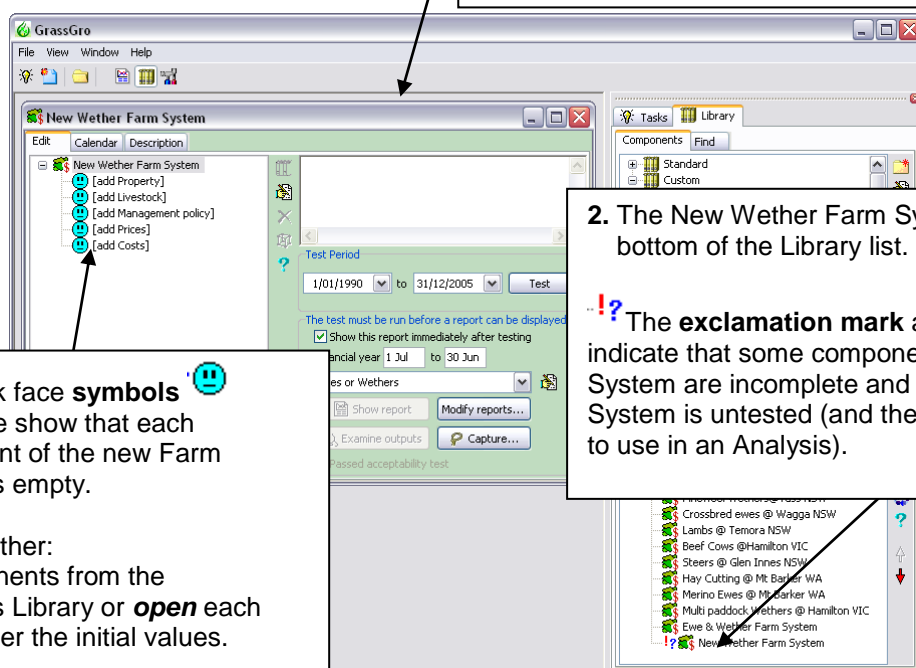 GrassGro
File View Window Help
New Wether Farm System
Edit Calendar Description
New Wether Farm System
[add Property]
[add Livestock]
[add Management policy]
[add Prices]
[add Costs]
Test Period
1/01/1990 to 31/12/2005 Test
The test must be run before a report can be displayed
Show this report immediately after testing
ancial year 1 Jul to 30 Jun
es or Wethers
Show report Modify reports...
Examine outputs Capture...
Passed acceptability test
Tasks Library
Components Find
Standard
Custom
2. The New Wether Farm Sy
bottom of the Library list.
!? The exclamation mark a
indicate that some compone
System are incomplete and
System is untested (and the
to use in an Analysis).
k face symbols
e show that each
nt of the new Farm
s empty.
ther:
nents from the
s Library or open each
er the initial values.
Crossbred ewes @ Wagga NSW
Lambs @ Temora NSW
Beef Cows @Hamilton VIC
Steers @ Glen Innes NSW
Hay Cutting @ Mt Barker WA
Merino Ewes @ Mt Barker WA
Multi paddock Wethers @ Hamilton VIC
Ewe & Wether Farm System
!? New Wether Farm System